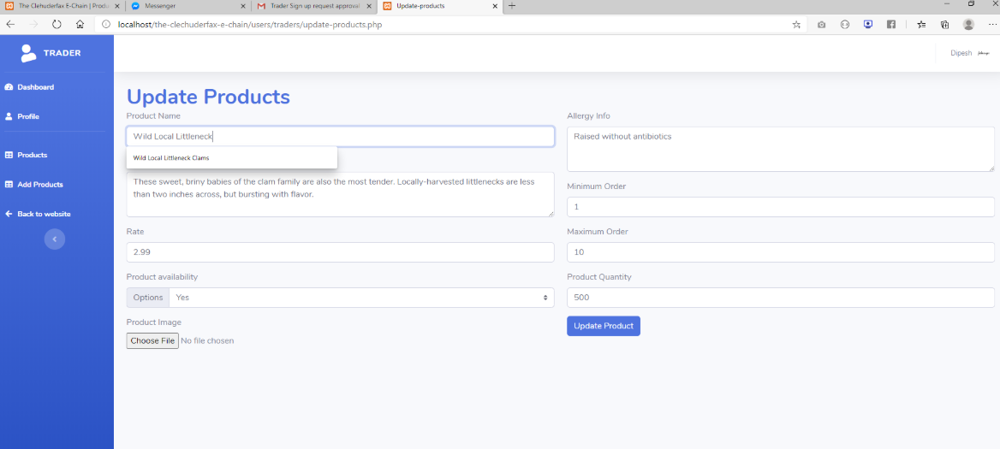 The Clehuderfax E-Chain | Produ
Messenger
Trader Sign up request approval
Update-products
localhost/the-clechuderfax-e-chain/users/traders/update-products.php
TRADER
Dipesh
Dashboard
Profile
Products
Add Products
Back to website
Update Products
Product Name
Wild Local Littleneck
Wild Local Littleneck Clams
These sweet, briny babies of the clam family are also the most tender. Locally-harvested littlenecks are less
than two inches across, but bursting with flavor.
Rate
2.99
Product availability
Options Yes
Product Image
Choose File No file chosen
Allergy Info
Raised without antibiotics
Minimum Order
1
Maximum Order
10
Product Quantity
500
Update Product